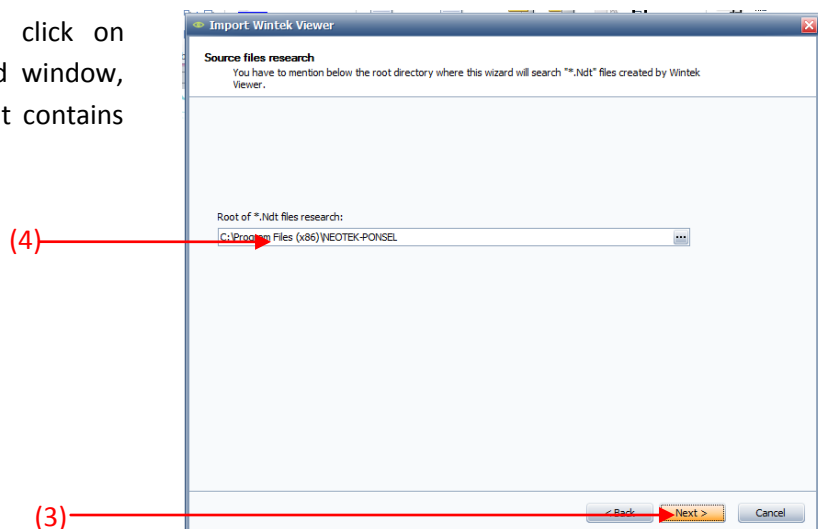 click on
d window,
t contains
Import Wintek Viewer
Source files research
You have to mention below the root directory where this wizard will search "*.Ndt" files created by Wintek
Viewer.
Root of *.Ndt files research:
(4)
C:\Program Files (x86)\NEOTEK-PONSEL
...
(3)
< Back
Next >
Cancel